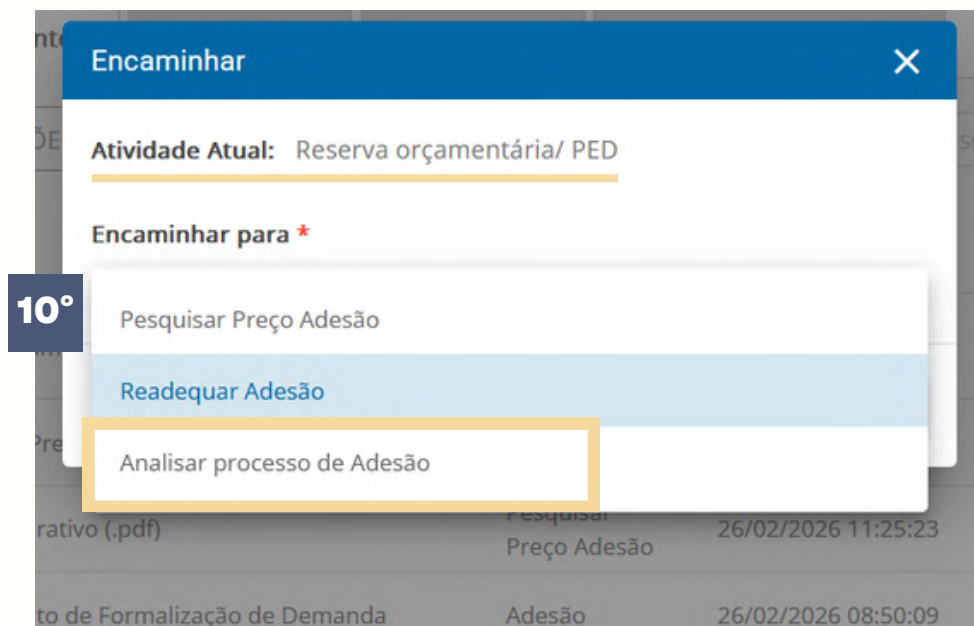 Encaminhar
Atividade Atual: Reserva orçamentária/ PED
Encaminhar para *
10º
Pesquisar Preço Adesão
Readequar Adesão
Analisar processo de Adesão
rativo (.pdf)
Pesquisar
Preço Adesão
26/02/2026 11:25:23
to de Formalização de Demanda
Adesão
26/02/2026 08:50:09